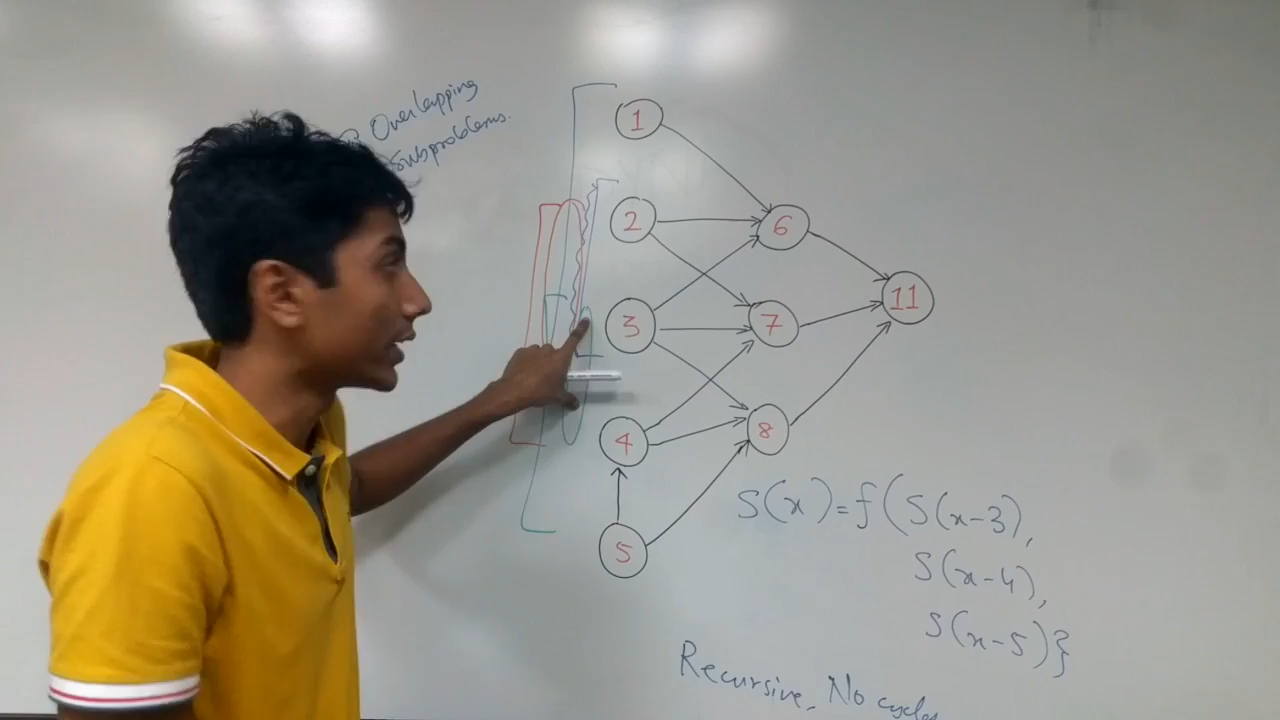 Overlapping
Subproblems.
1
2
6
3
7
11
4
8
5
S(x)=f(S(x-3),
S(x-4),
S(x-5)}
Recursive, No cycles